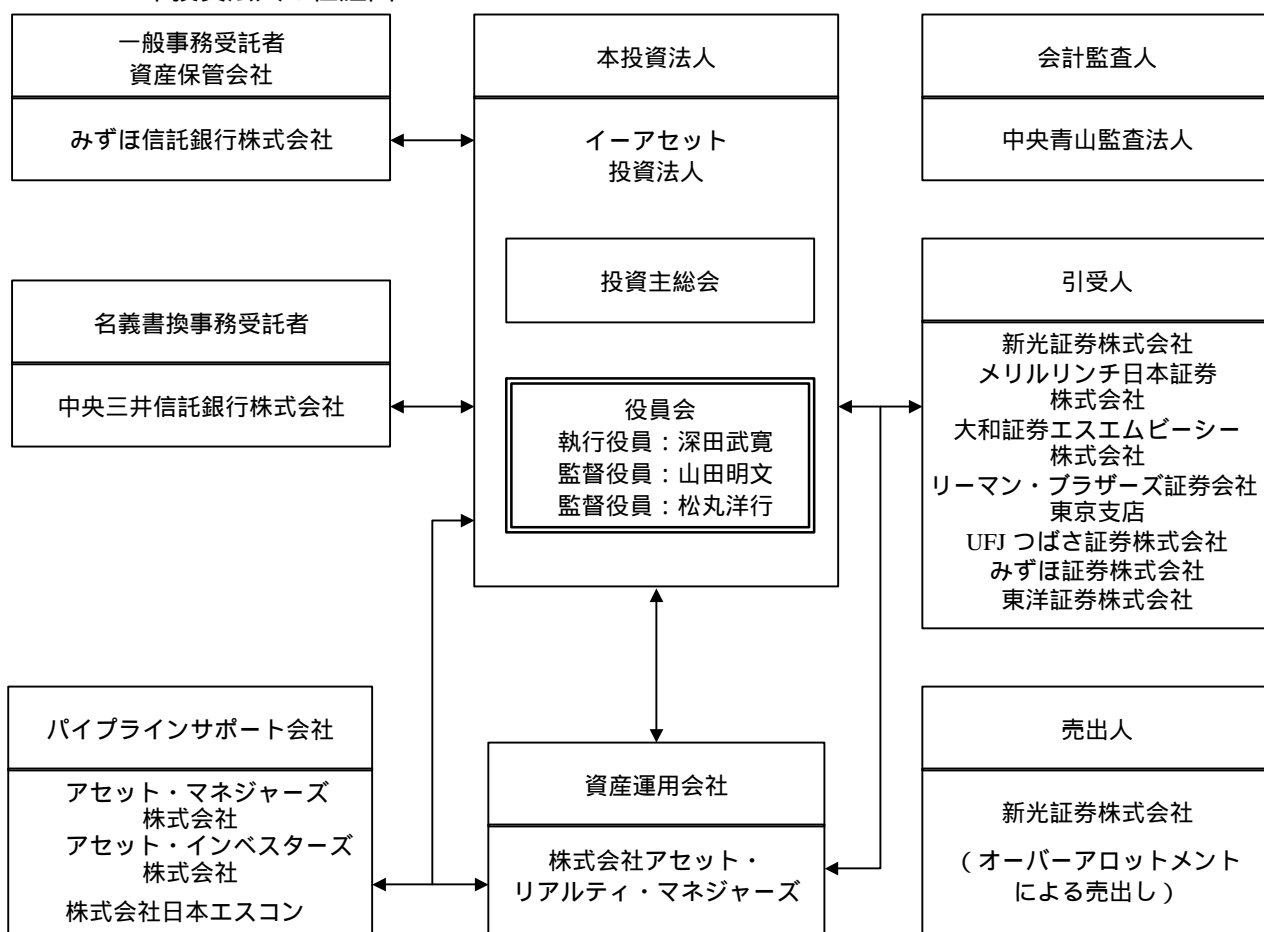 一般事務受託者
資産保管会社
みずほ信託銀行株式会社
本投資法人
イーアセット
投資法人
投資主総会
役員会
執行役員：深田武寛
監督役員：山田明文
監督役員：松丸洋行
会計監査人
中央青山監査法人
名義書換事務受託者
中央三井信託銀行株式会社
引受人
新光証券株式会社
メリルリンチ日本証券
株式会社
大和証券エスエムビーシー
株式会社
リーマン・ブラザーズ証券会社
東京支店
UFJ つばさ証券株式会社
みずほ証券株式会社
東洋証券株式会社
パイプラインサポート会社
アセット・マネジャーズ
株式会社
アセット・インベスターズ
株式会社
株式会社日本エスコン
資産運用会社
株式会社アセット・
リアルティ・マネジャーズ
売出人
新光証券株式会社
（オーバーアロットメント
による売出し）